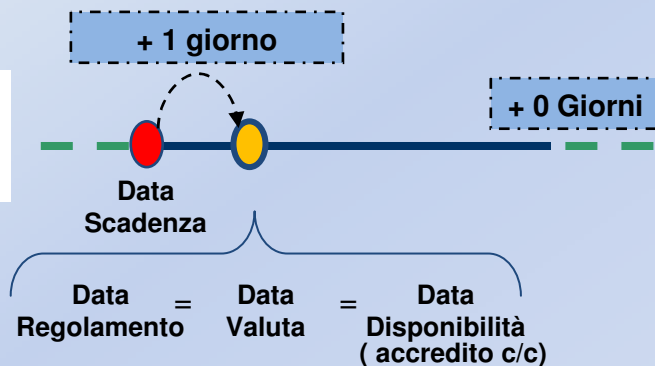 + 1 giorno
+ 0 Giorni
Data
Scadenza
Data = Data = Data
Regolamento Valuta Disponibilità
( accredito c/c)